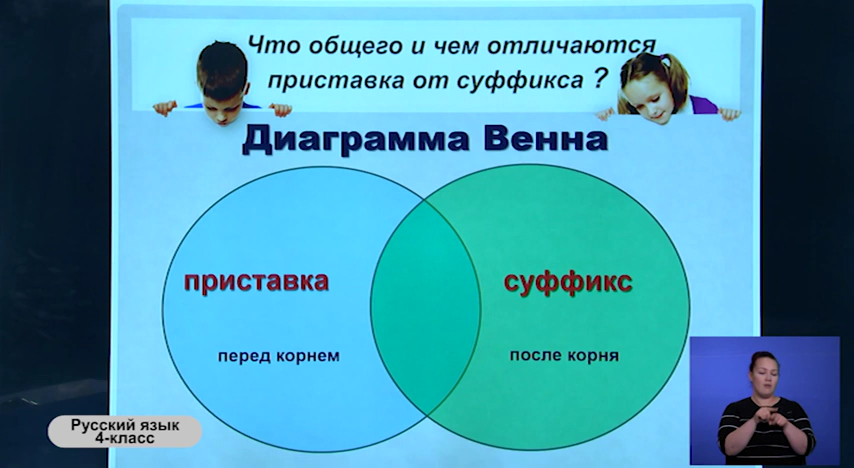 Что общего и чем отличаются
приставка от суффикса ?
Диаграмма Венна
приставка
суффикс
перед корнем
после корня
Русский язык
4-класс